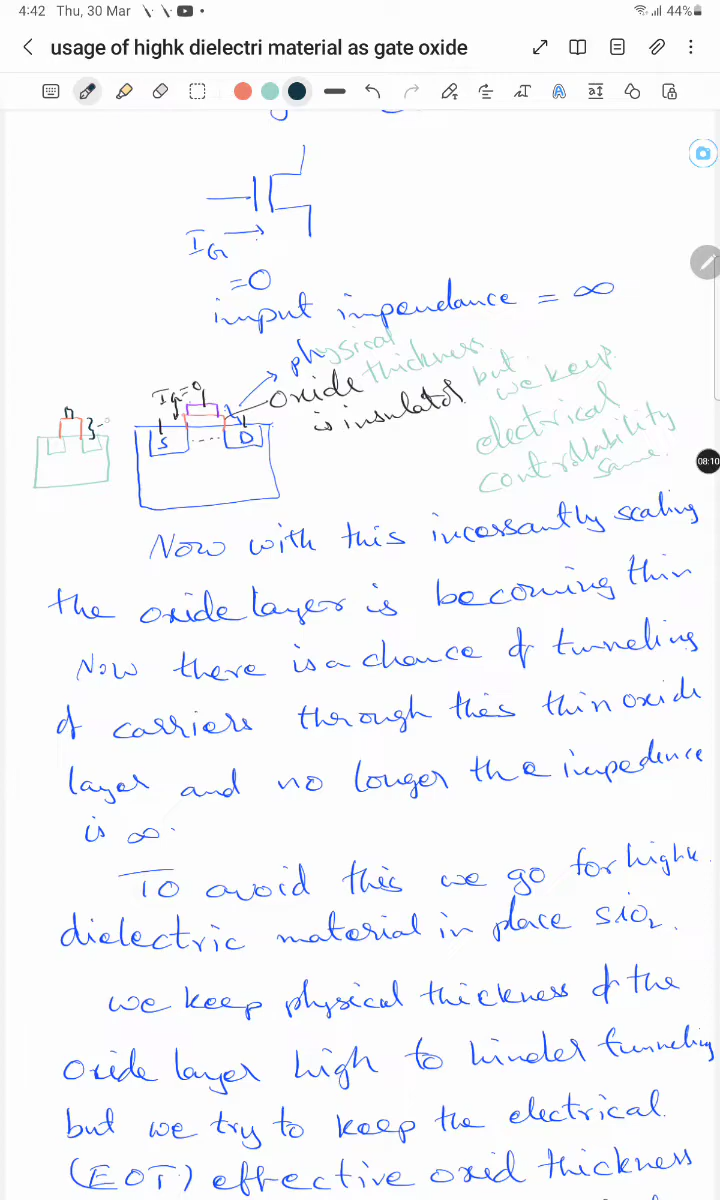 4:42 Thu, 30 Mar
44%
usage of highk dielectri material as gate oxide
IG
=0
input impendance = ∞
physical
thickness
but
we keep
electrical
controllability
same.
Ig=0
oxide
is insulator
S D
08:10
Now with this incessantly scaling
the oxide layer is becoming thin
Now there is a chance of tunneling
of carriers through this thin oxide
layer and no longer the impedence
is ∞.
To avoid this we go for highk
dielectric material in place SiO2.
we keep physical thickness of the
oxide layer high to hinder tunneling
but we try to keep the electrical
(EOT) effective oxid thickness